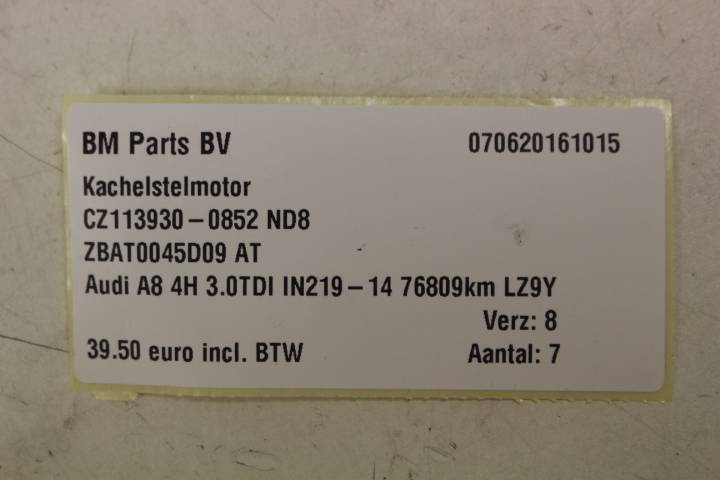 BM Parts BV 070620161015
Kachelstelmotor
CZ113930-0852 ND8
ZBAT0045D09 AT
Audi A8 4H 3.0TDI IN219-14 76809km LZ9Y
Verz: 8
39.50 euro incl. BTW Aantal: 7